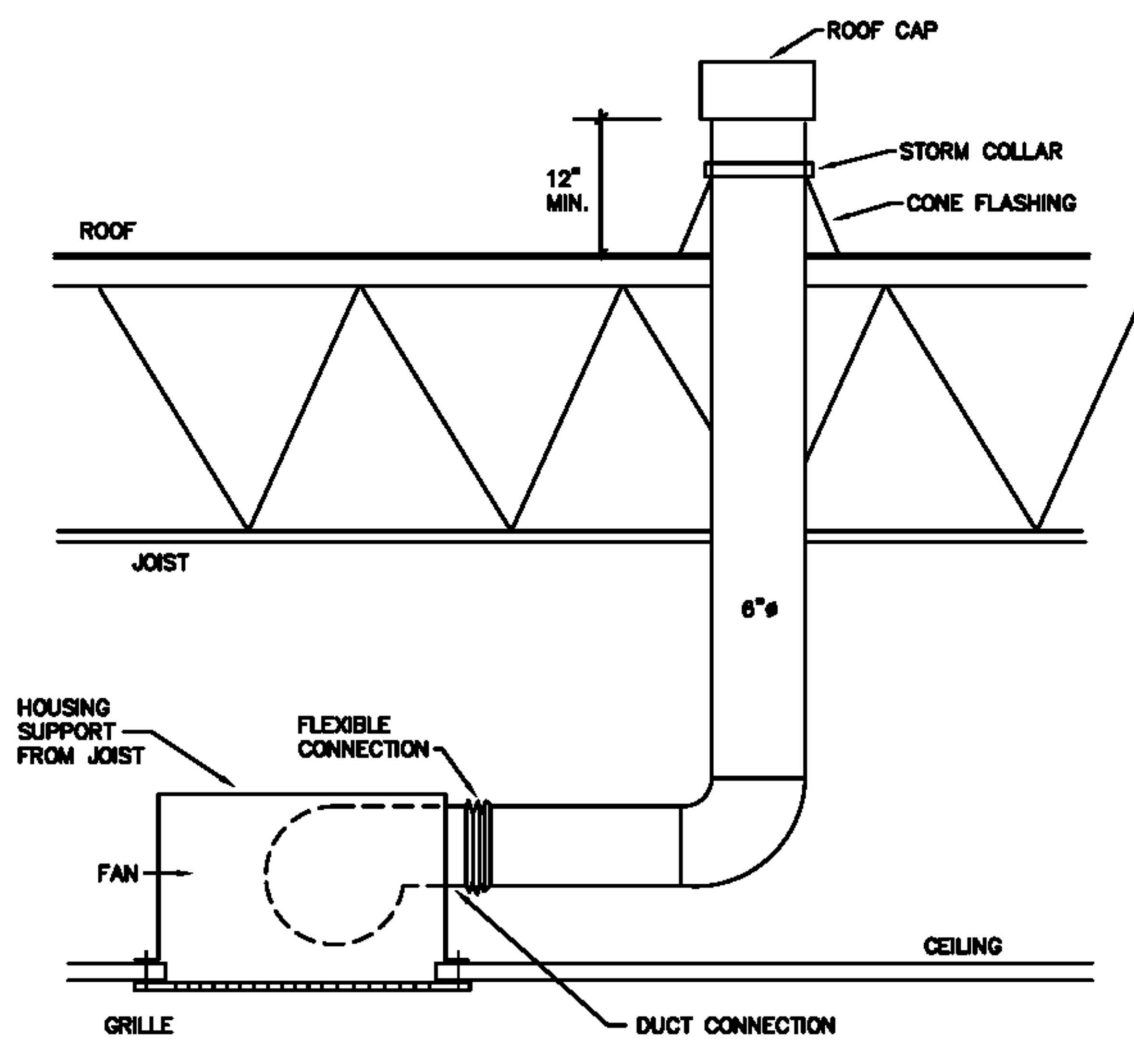 ROOF CAP
STORM COLLAR
12"
MIN.
CONE FLASHING
ROOF
JOIST
6"ø
HOUSING
SUPPORT
FROM JOIST
FLEXIBLE
CONNECTION
FAN
CEILING
GRILLE
DUCT CONNECTION